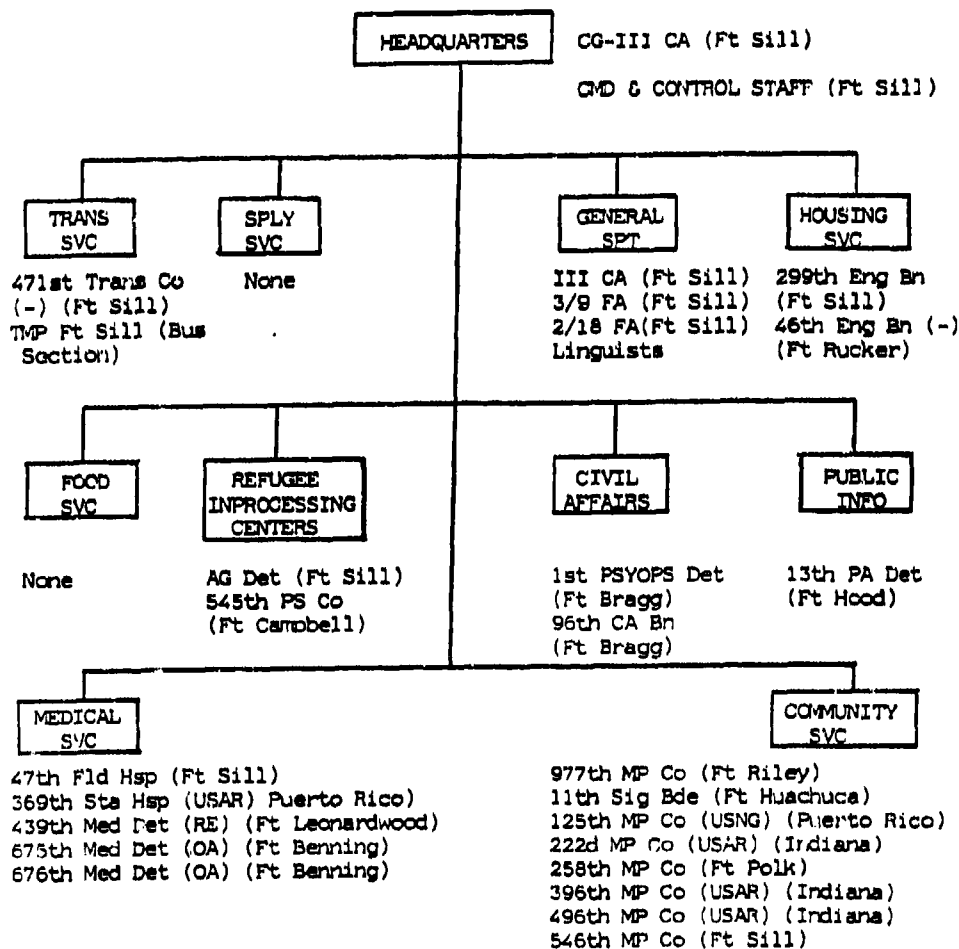 HEADQUARTERS
CG-III CA (Ft Sill)
CMD & CONTROL STAFF (Ft Sill)
TRANS
SVC
471st Trans Co
(-) (Ft Sill)
TMP Ft Sill (Bus
Section)
SPLY
SVC
None
GENERAL
SPT
III CA (Ft Sill)
3/9 FA (Ft Sill)
2/18 FA(Ft Sill)
Linguists
HOUSING
SVC
299th Eng Bn
(Ft Sill)
46th Eng Bn (-)
(Ft Rucker)
FOOD
SVC
None
REFUGEE
INPROCESSING
CENTERS
AG Det (Ft Sill)
545th PS Co
(Ft Campbell)
CIVIL
AFFAIRS
1st PSYOPS Det
(Ft Bragg)
96th CA Bn
(Ft Bragg)
PUBLIC
INFO
13th PA Det
(Ft Hood)
MEDICAL
SVC
47th Fld Hsp (Ft Sill)
369th Sta Hsp (USAR) Puerto Rico)
439th Med Det (RE) (Ft Leonardwood)
675th Med Det (OA) (Ft Benning)
676th Med Det (OA) (Ft Benning)
COMMUNITY
SVC
977th MP Co (Ft Riley)
11th Sig Bde (Ft Huachuca)
125th MP Co (USNG) (Puerto Rico)
222d MP Co (USAR) (Indiana)
258th MP Co (Ft Polk)
396th MP Co (USAR) (Indiana)
496th MP Co (USAR) (Indiana)
546th MP Co (Ft Sill)